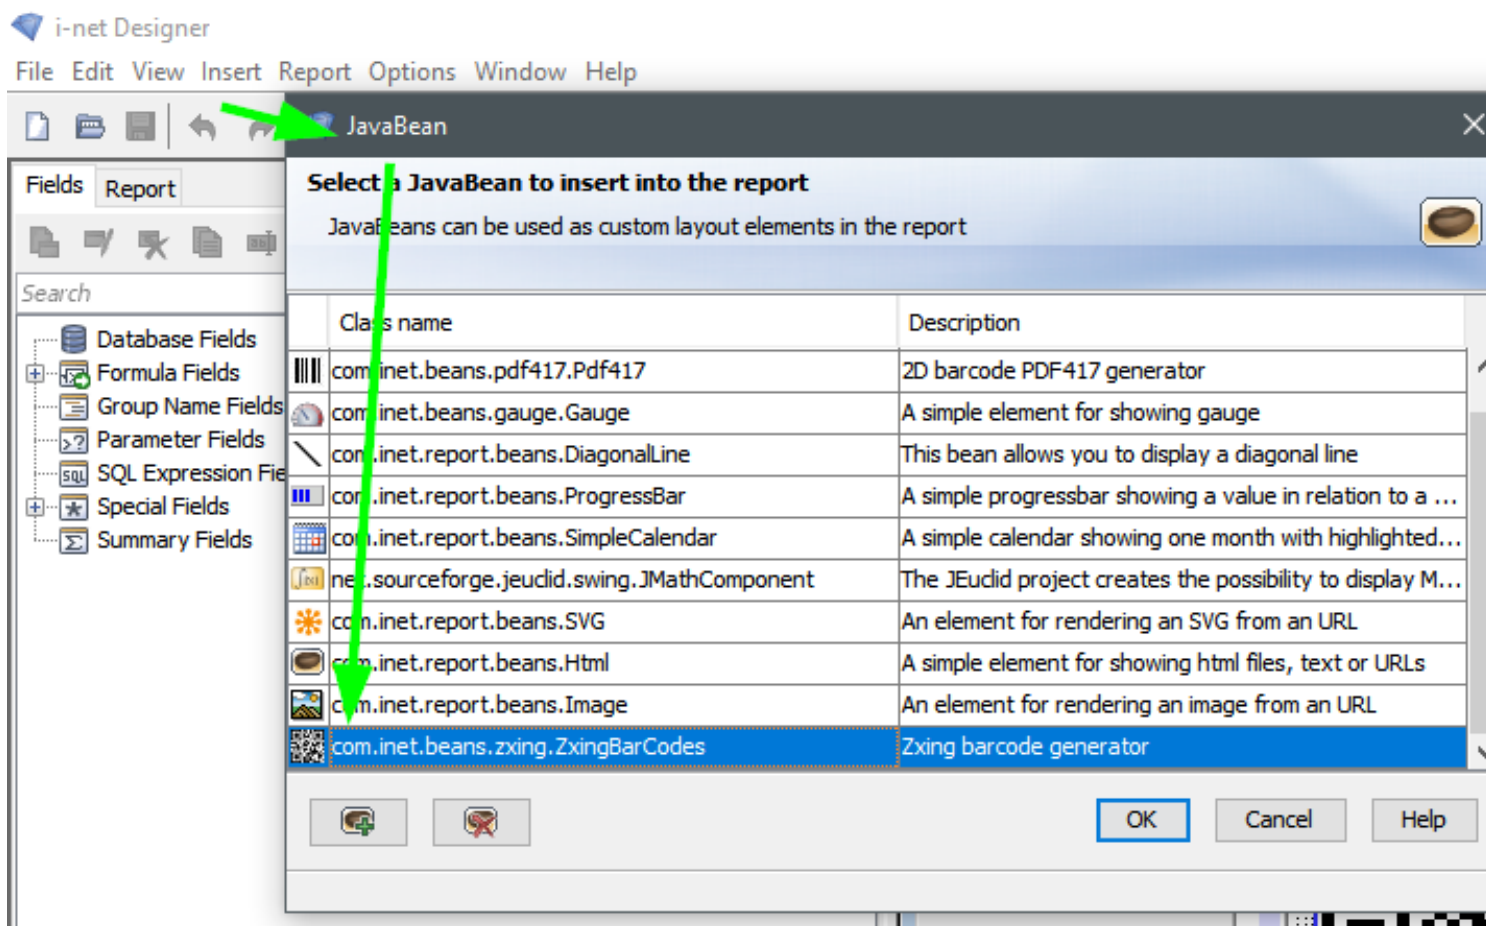 i-net Designer
File Edit View Insert Report Options Window Help
JavaBean
Fields Report
Select a JavaBean to insert into the report
JavaBeans can be used as custom layout elements in the report
Search
Class name Description
Database Fields
Formula Fields
Group Name Fields
Parameter Fields
SQL Expression Fie
Special Fields
Summary Fields
com.inet.beans.pdf417.Pdf417 2D barcode PDF417 generator
com.inet.beans.gauge.Gauge A simple element for showing gauge
com.inet.report.beans.DiagonalLine This bean allows you to display a diagonal line
com.inet.report.beans.ProgressBar A simple progressbar showing a value in relation to a ...
com.inet.report.beans.SimpleCalendar A simple calendar showing one month with highlighted...
net.sourceforge.jeuclid.swing.JMathComponent The JEuclid project creates the possibility to display M...
com.inet.report.beans.SVG An element for rendering an SVG from an URL
com.inet.report.beans.Html A simple element for showing html files, text or URLs
com.inet.report.beans.Image An element for rendering an image from an URL
com.inet.beans.zxing.ZxingBarCodes Zxing barcode generator
OK Cancel Help